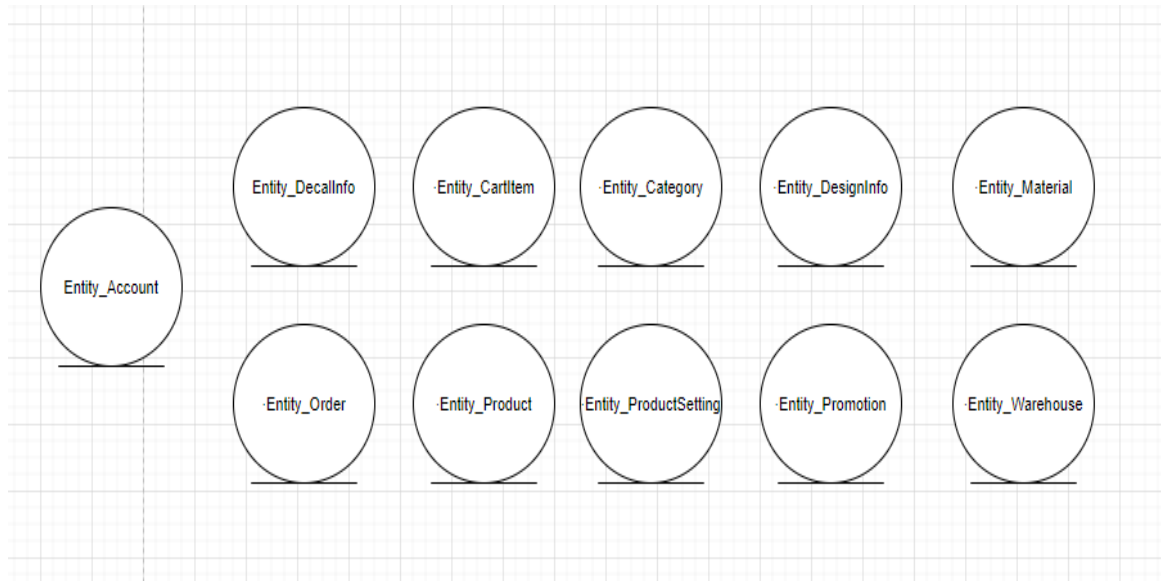 Entity_DecalInfo
·Entity_CartItem
·Entity_Category
·Entity_DesignInfo
·Entity_Material
Entity_Account
·Entity_Order
·Entity_Product
·Entity_ProductSetting
·Entity_Promotion
·Entity_Warehouse